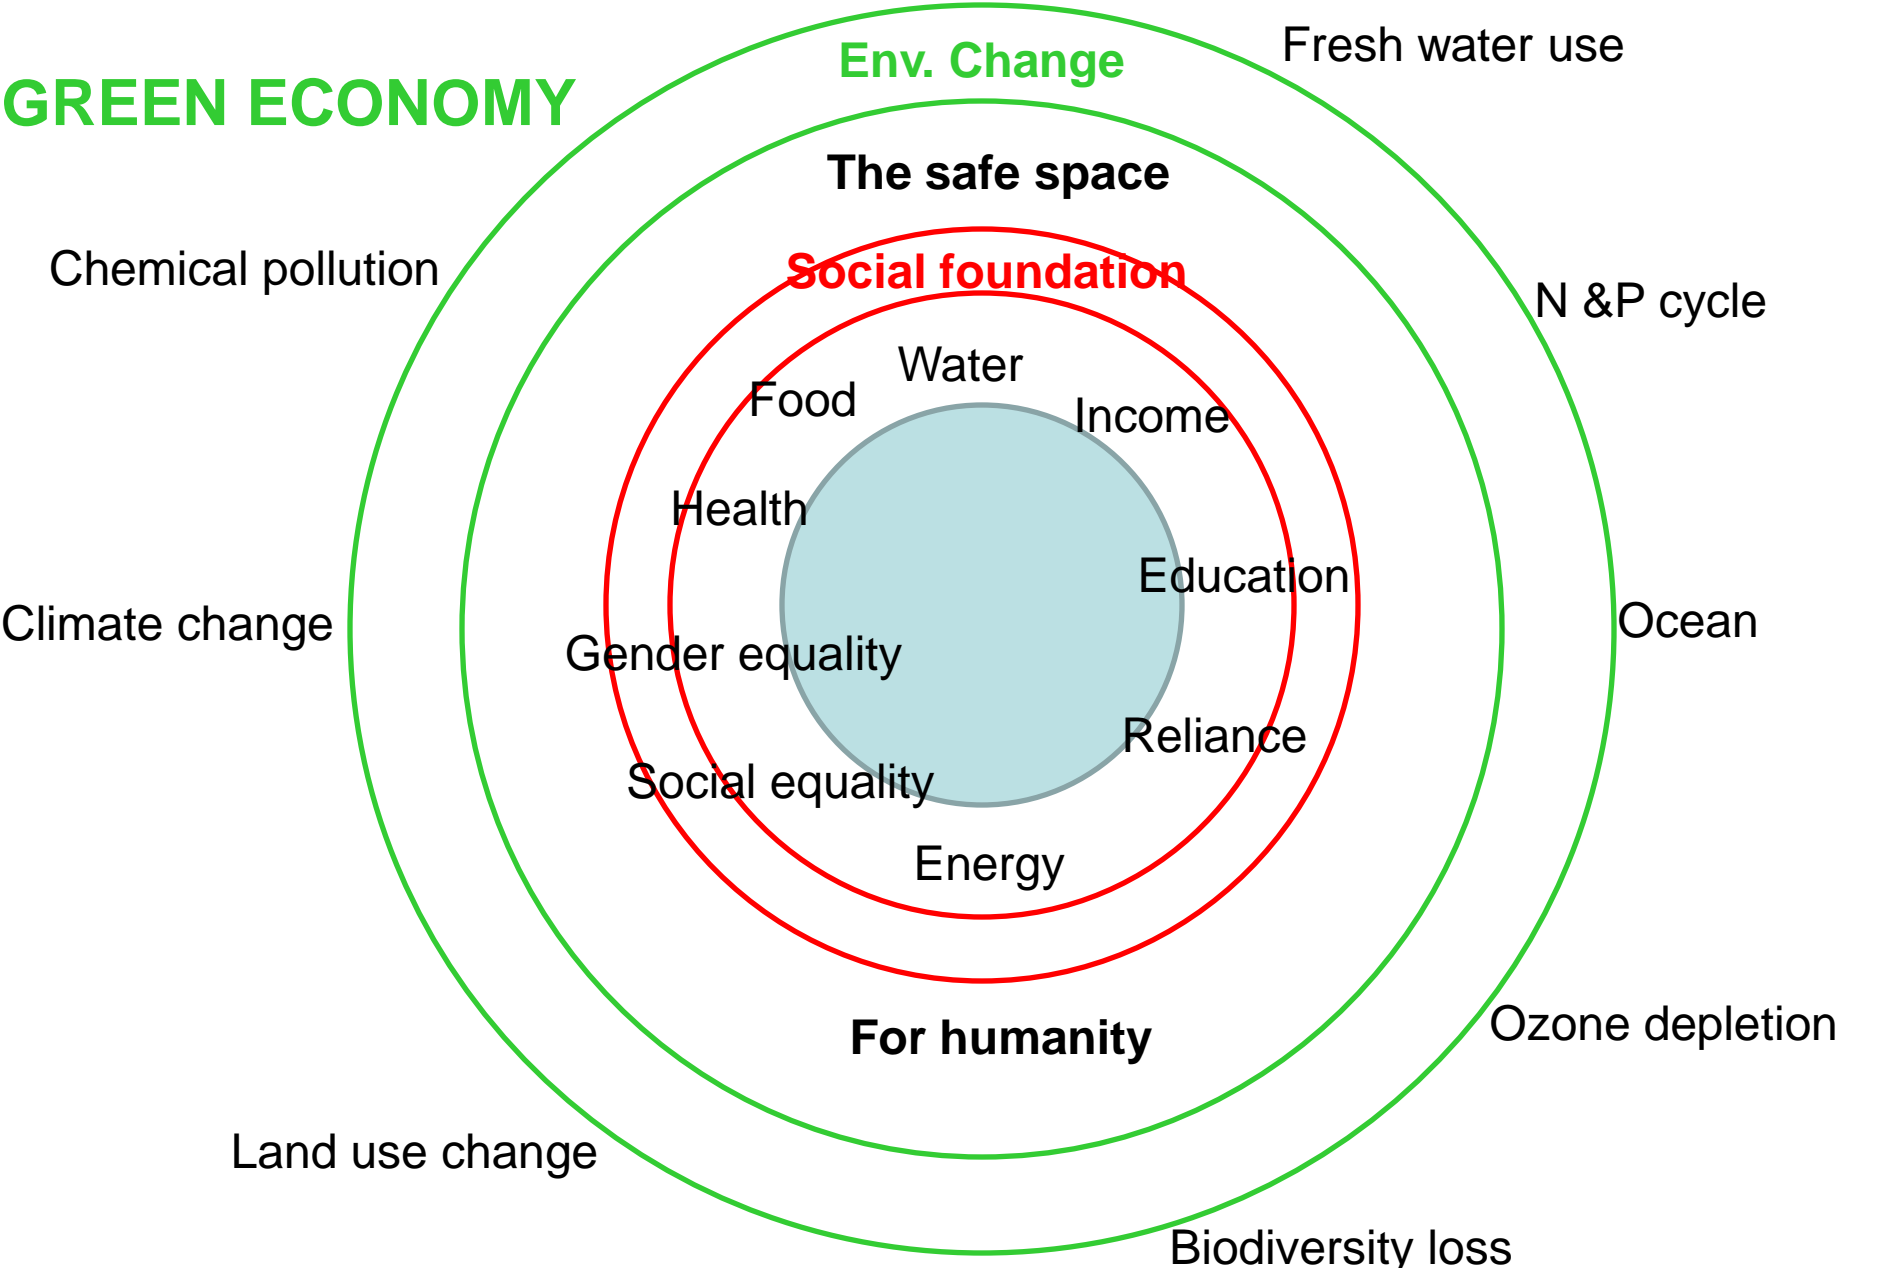 Fresh water use
Env. Change
GREEN ECONOMY
The safe space
Chemical pollution
Social foundation
N &P cycle
Water
Food
Income
Health
Education
Climate change
Ocean
Gender equality
Reliance
Social equality
Energy
Ozone depletion
For humanity
Land use change
Biodiversity loss